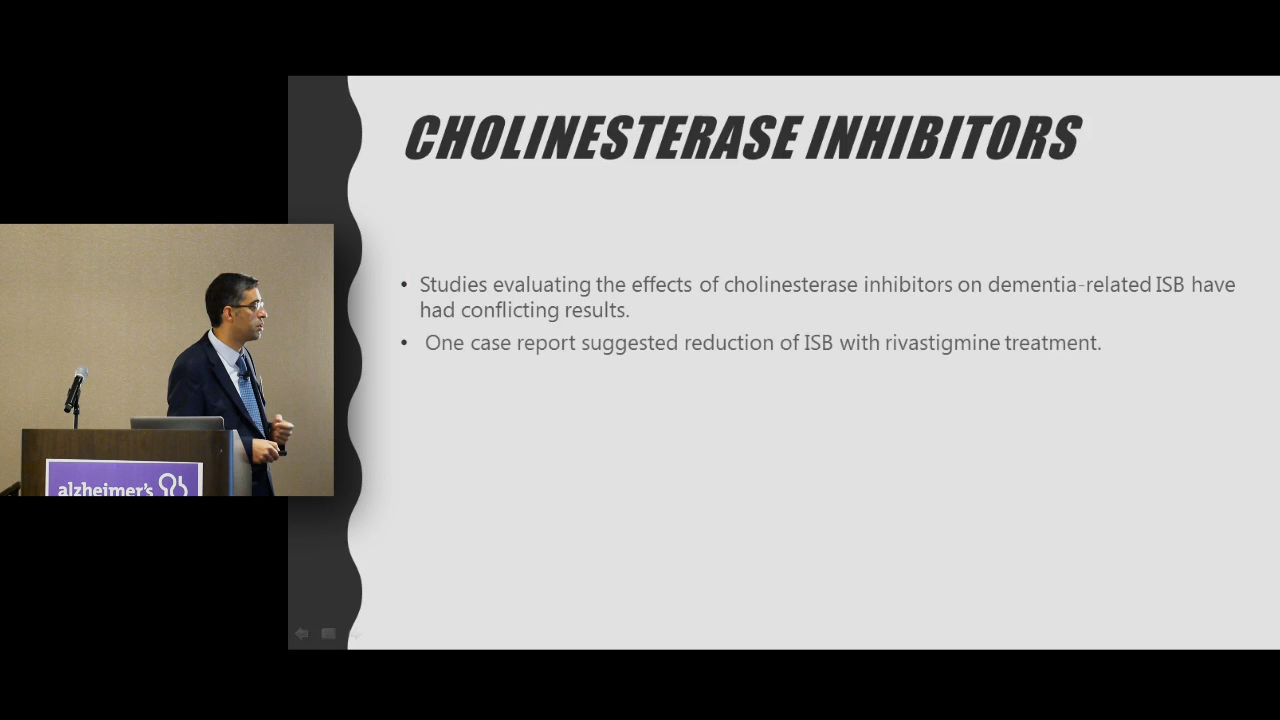 CHOLINESTERASE INHIBITORS
• Studies evaluating the effects of cholinesterase inhibitors on dementia-related ISB have
had conflicting results.
• One case report suggested reduction of ISB with rivastigmine treatment.
alzheimer's